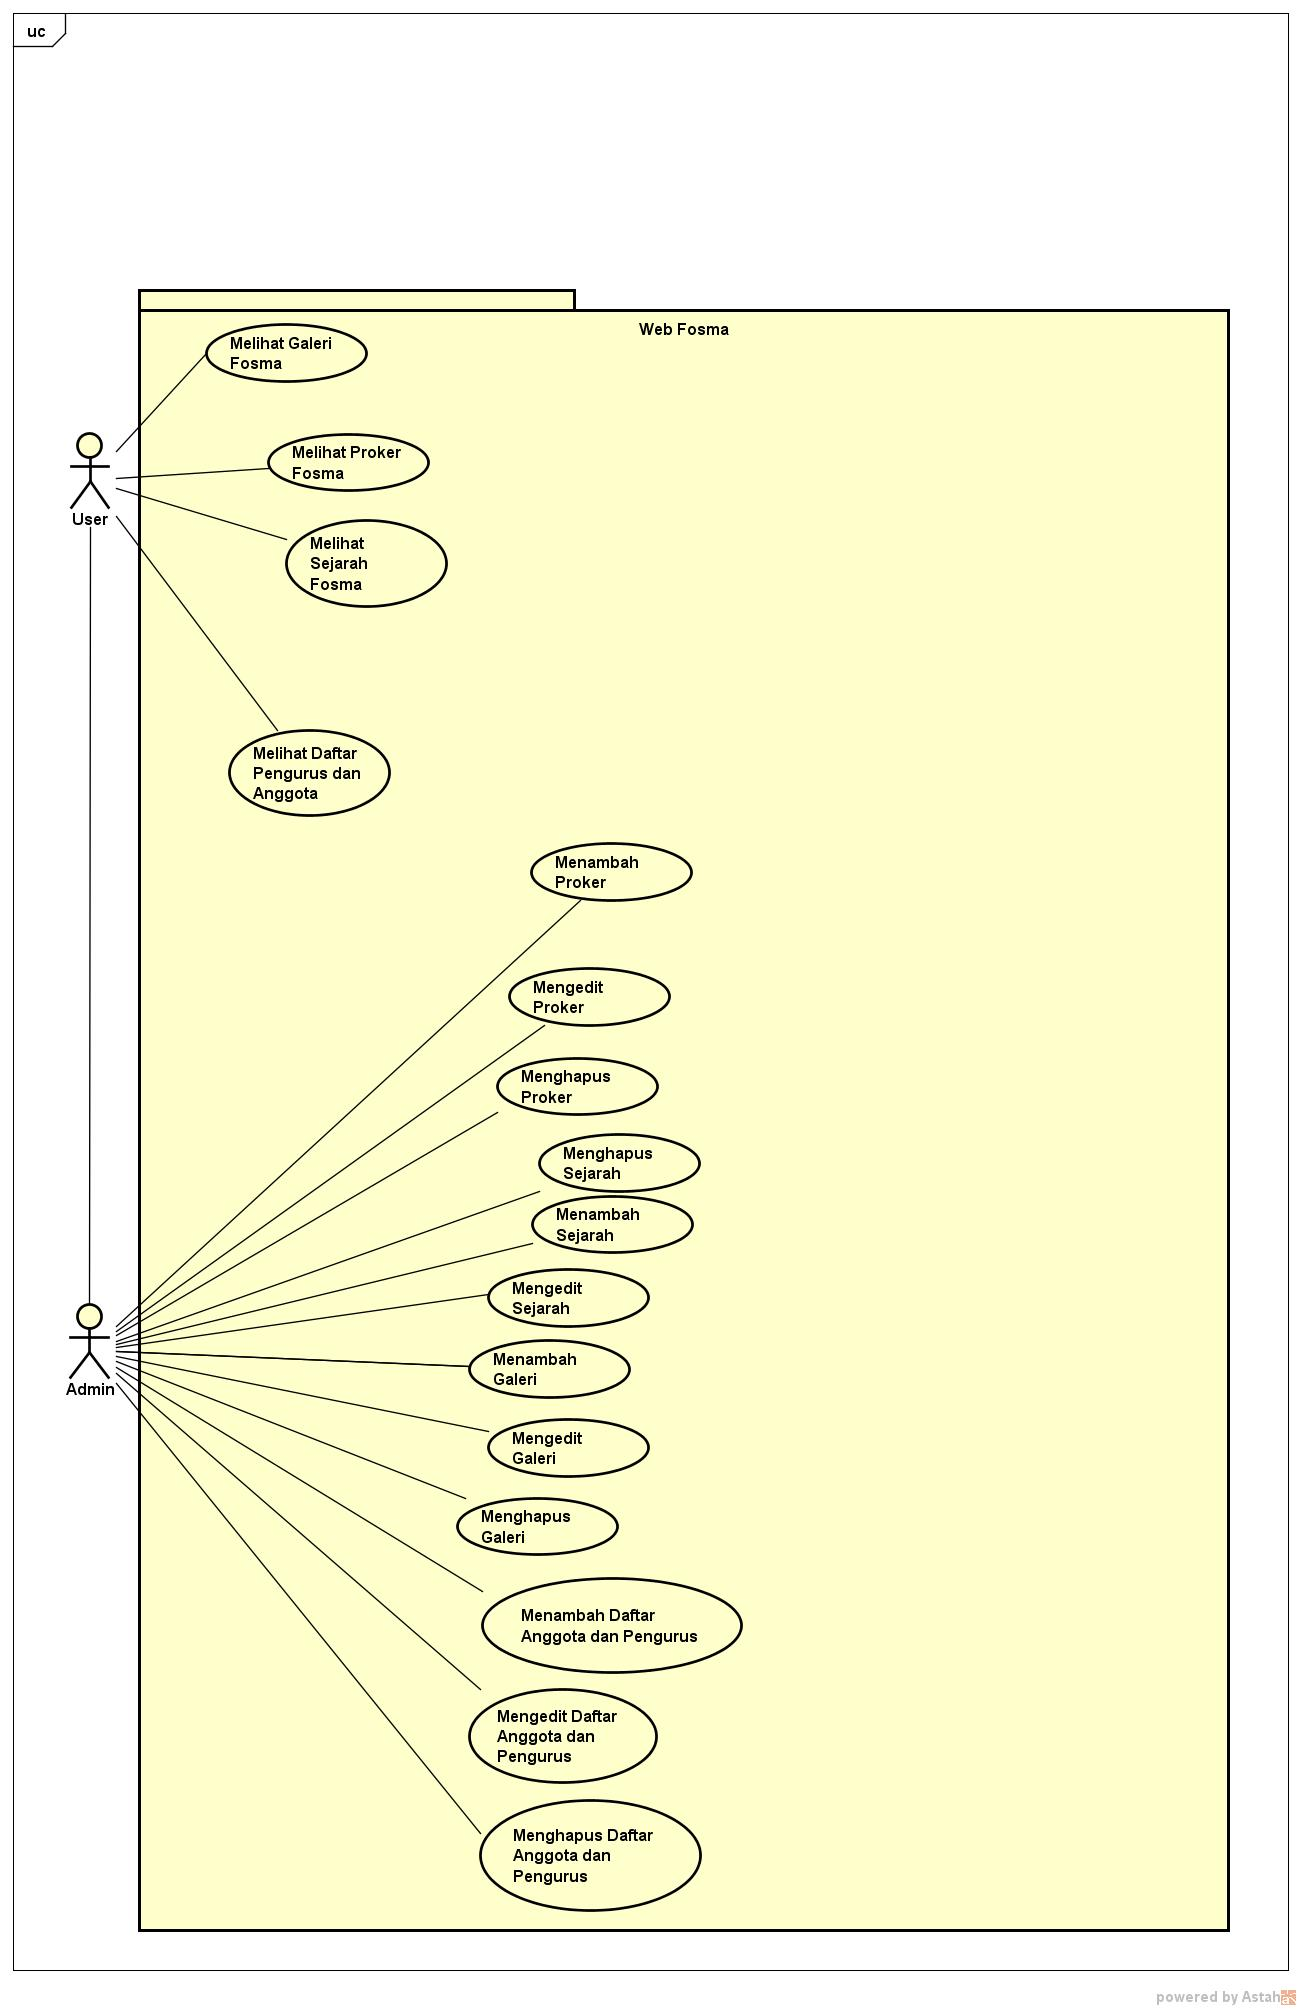 uc
Web Fosma
Melihat Galeri
Fosma
Melihat Proker
Fosma
User
Melihat
Sejarah
Fosma
Melihat Daftar
Pengurus dan
Anggota
Menambah
Proker
Mengedit
Proker
Menghapus
Proker
Menghapus
Sejarah
Menambah
Sejarah
Mengedit
Sejarah
Menambah
Galeri
Admin
Mengedit
Galeri
Menghapus
Galeri
Menambah Daftar
Anggota dan Pengurus
Mengedit Daftar
Anggota dan
Pengurus
Menghapus Daftar
Anggota dan
Pengurus
powered by Astah